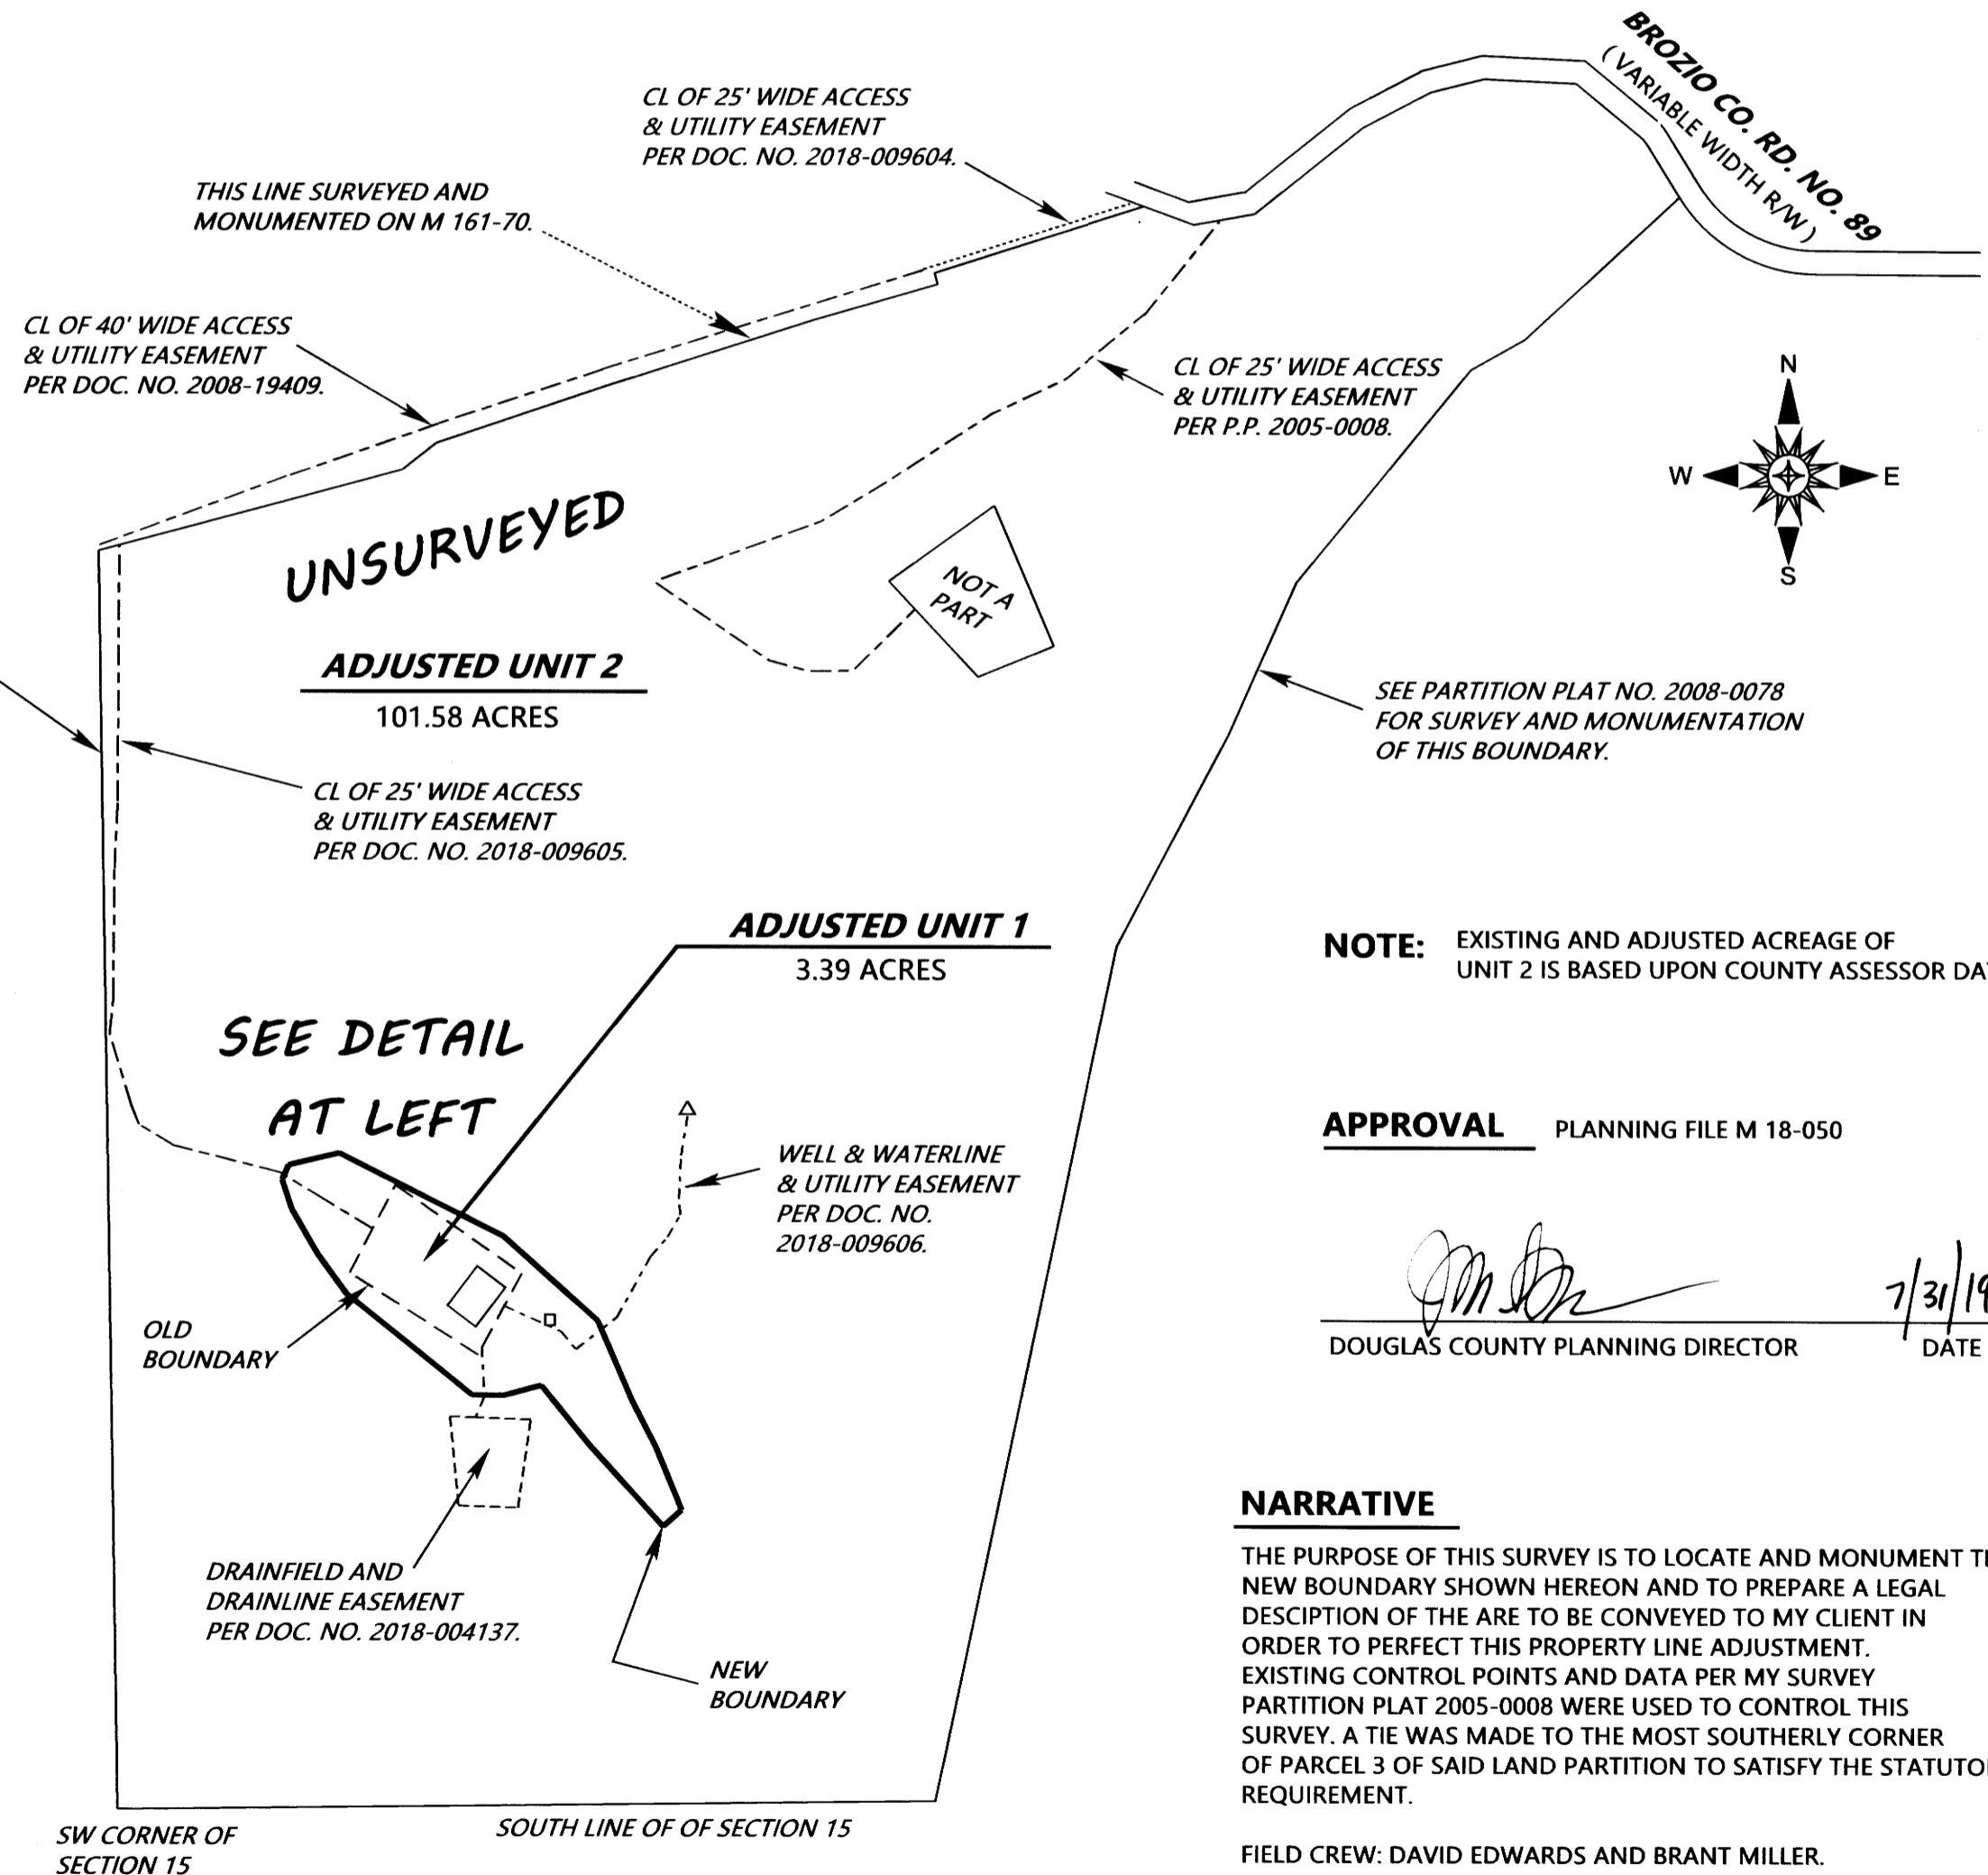 BROZIO CO. RD. NO. 89
( VARIABLE WIDTH R/W )
CL OF 25' WIDE ACCESS
& UTILITY EASEMENT
PER DOC. NO. 2018-009604.
THIS LINE SURVEYED AND
MONUMENTED ON M 161-70.
CL OF 40' WIDE ACCESS
& UTILITY EASEMENT
PER DOC. NO. 2008-19409.
CL OF 25' WIDE ACCESS
& UTILITY EASEMENT
PER P.P. 2005-0008.
N
W
E
S
UNSURVEYED
NOT A
PART
ADJUSTED UNIT 2
101.58 ACRES
SEE PARTITION PLAT NO. 2008-0078
FOR SURVEY AND MONUMENTATION
OF THIS BOUNDARY.
CL OF 25' WIDE ACCESS
& UTILITY EASEMENT
PER DOC. NO. 2018-009605.
ADJUSTED UNIT 1
3.39 ACRES
NOTE: EXISTING AND ADJUSTED ACREAGE OF
UNIT 2 IS BASED UPON COUNTY ASSESSOR DA
SEE DETAIL
AT LEFT
APPROVAL PLANNING FILE M 18-050
WELL & WATERLINE
& UTILITY EASEMENT
PER DOC. NO.
2018-009606.
7/31/19
DOUGLAS COUNTY PLANNING DIRECTOR DATE
OLD
BOUNDARY
NARRATIVE
THE PURPOSE OF THIS SURVEY IS TO LOCATE AND MONUMENT T
NEW BOUNDARY SHOWN HEREON AND TO PREPARE A LEGAL
DESCIPTION OF THE ARE TO BE CONVEYED TO MY CLIENT IN
ORDER TO PERFECT THIS PROPERTY LINE ADJUSTMENT.
EXISTING CONTROL POINTS AND DATA PER MY SURVEY
PARTITION PLAT 2005-0008 WERE USED TO CONTROL THIS
SURVEY. A TIE WAS MADE TO THE MOST SOUTHERLY CORNER
OF PARCEL 3 OF SAID LAND PARTITION TO SATISFY THE STATUTO
REQUIREMENT.
FIELD CREW: DAVID EDWARDS AND BRANT MILLER.
DRAINFIELD AND
DRAINLINE EASEMENT
PER DOC. NO. 2018-004137.
NEW
BOUNDARY
SW CORNER OF
SECTION 15
SOUTH LINE OF OF SECTION 15